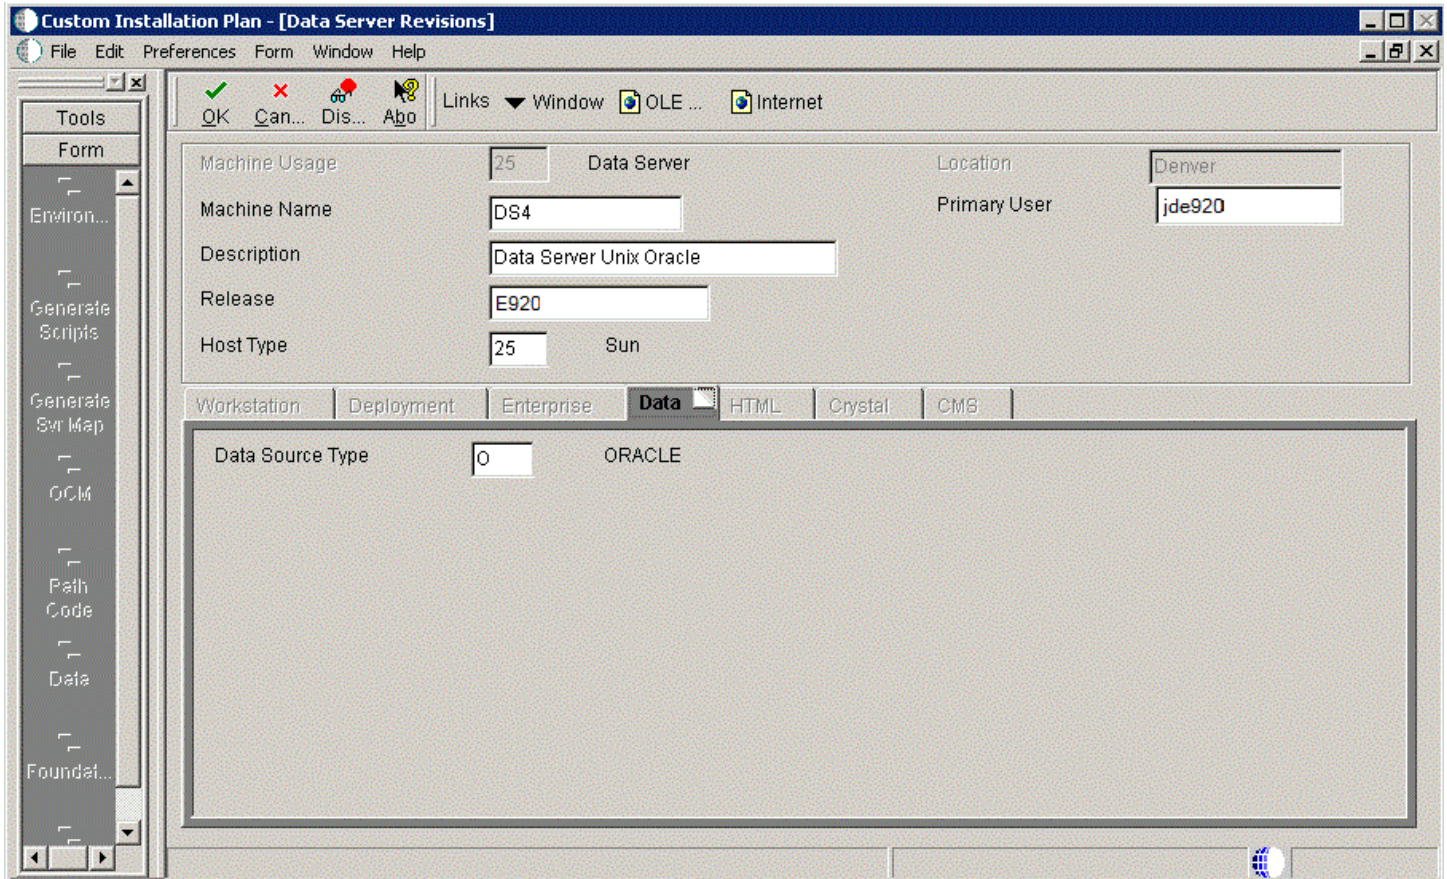 Custom Installation Plan - [Data Server Revisions]
File Edit Preferences Form Window Help
OK Can... Dis... Abo Links Window OLE ... Internet
Tools
Form
Environ...
Generate
Scripts
Generate
Svr Map
OCM
Path
Code
Data
Foundat...
Machine Usage 25 Data Server Location Denver
Machine Name DS4 Primary User jde920
Description Data Server Unix Oracle
Release E920
Host Type 25 Sun
Workstation Deployment Enterprise Data HTML Crystal CMS
Data Source Type O ORACLE